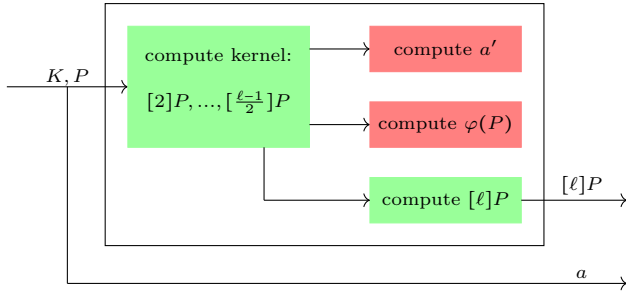 K, P
compute kernel:
[2]P, ..., [ℓ−1/2]P
compute a′
compute φ(P)
compute [ℓ]P
[ℓ]P
a